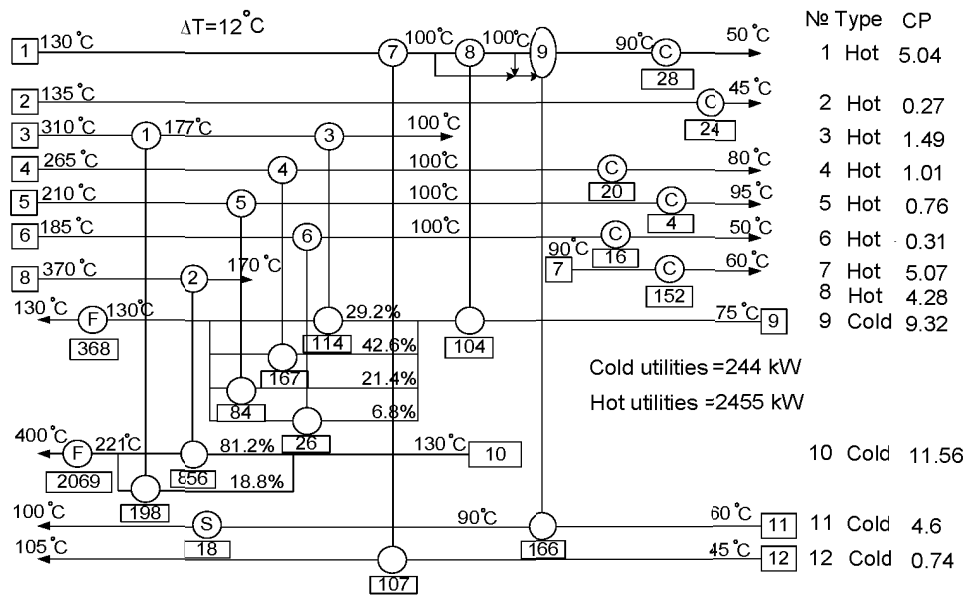 ΔT=12°C
№ Type CP
1 130°C 7 100°C 8 100°C 9 90°C C 50°C
28
1 Hot 5.04
2 135°C C 45°C
24
2 Hot 0.27
3 310°C 1 177°C 3 100°C
3 Hot 1.49
4 265°C 4 100°C C 80°C
20
4 Hot 1.01
5 210°C 5 100°C C 95°C
4
5 Hot 0.76
6 185°C 6 100°C C 50°C
16
6 Hot 0.31
90°C 7 C 60°C
152
7 Hot 5.07
8 370°C 2 170°C
8 Hot 4.28
130°C F 130°C 29.2% 75°C 9
368 114 104
9 Cold 9.32
42.6%
167
21.4%
84
6.8%
26
Cold utilities =244 kW
Hot utilities =2455 kW
400°C F 221°C 81.2% 130°C 10
2069 856
10 Cold 11.56
18.8%
198
100°C S 90°C 60°C 11
18 166
11 Cold 4.6
105°C 45°C 12
107
12 Cold 0.74